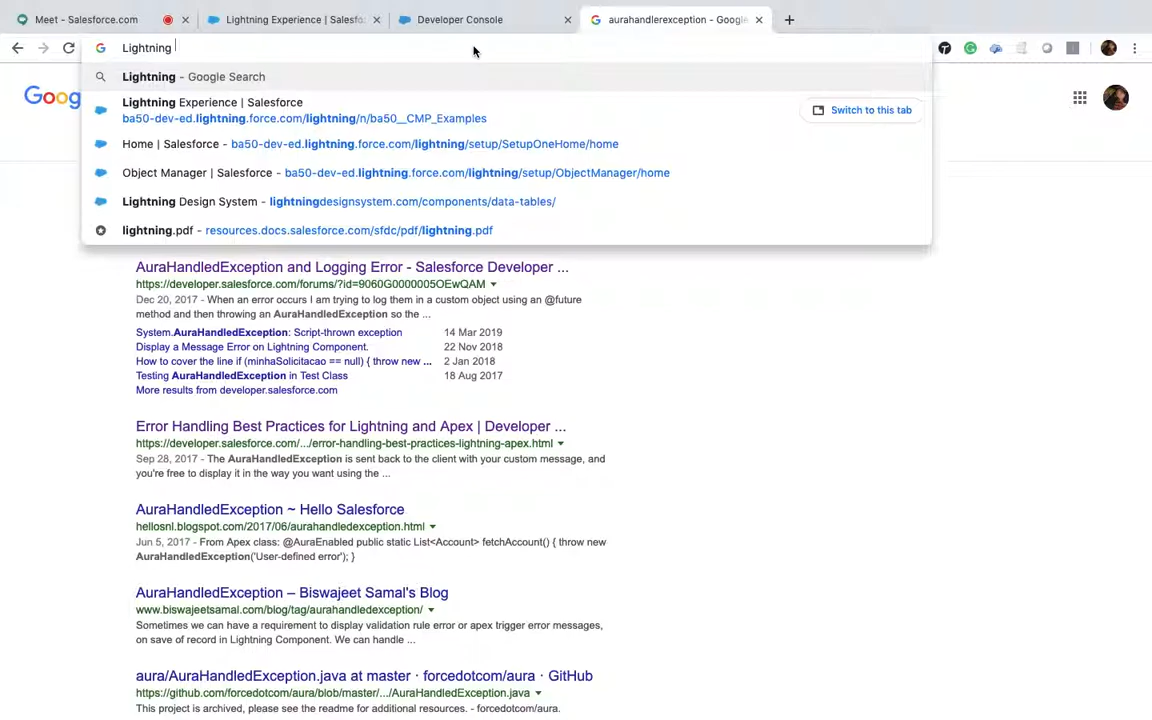 Meet - Salesforce.com
Lightning Experience | Salesfo
Developer Console
aurahandlerexception - Google
Lightning
Lightning - Google Search
Lightning Experience | Salesforce
ba50-dev-ed.lightning.force.com/lightning/n/ba50__CMP_Examples
Switch to this tab
Home | Salesforce - ba50-dev-ed.lightning.force.com/lightning/setup/SetupOneHome/home
Object Manager | Salesforce - ba50-dev-ed.lightning.force.com/lightning/setup/ObjectManager/home
Lightning Design System - lightningdesignsystem.com/components/data-tables/
lightning.pdf - resources.docs.salesforce.com/sfdc/pdf/lightning.pdf
Goog
AuraHandledException and Logging Error - Salesforce Developer ...
https://developer.salesforce.com/forums/?id=9060G0000005OEwQAM
Dec 20, 2017 - When an error occurs I am trying to log them in a custom object using an @future
method and then throwing an AuraHandledException so the ...
System.AuraHandledException: Script-thrown exception 14 Mar 2019
Display a Message Error on Lightning Component. 22 Nov 2018
How to cover the line if (minhaSolicitacao == null) { throw new ... 2 Jan 2018
Testing AuraHandledException in Test Class 18 Aug 2017
More results from developer.salesforce.com
Error Handling Best Practices for Lightning and Apex | Developer ...
https://developer.salesforce.com/.../error-handling-best-practices-lightning-apex.html
Sep 28, 2017 - The AuraHandledException is sent back to the client with your custom message, and
you're free to display it in the way you want using the ...
AuraHandledException ~ Hello Salesforce
hellosnl.blogspot.com/2017/06/aurahandledexception.html
Jun 5, 2017 - From Apex class: @AuraEnabled public static List<Account> fetchAccount() { throw new
AuraHandledException('User-defined error'); }
AuraHandledException – Biswajeet Samal's Blog
www.biswajeetsamal.com/blog/tag/aurahandledexception/
Sometimes we can have a requirement to display validation rule error or apex trigger error messages,
on save of record in Lightning Component. We can handle ...
aura/AuraHandledException.java at master · forcedotcom/aura · GitHub
https://github.com/forcedotcom/aura/blob/master/.../AuraHandledException.java
This project is archived, please see the readme for additional resources. - forcedotcom/aura.